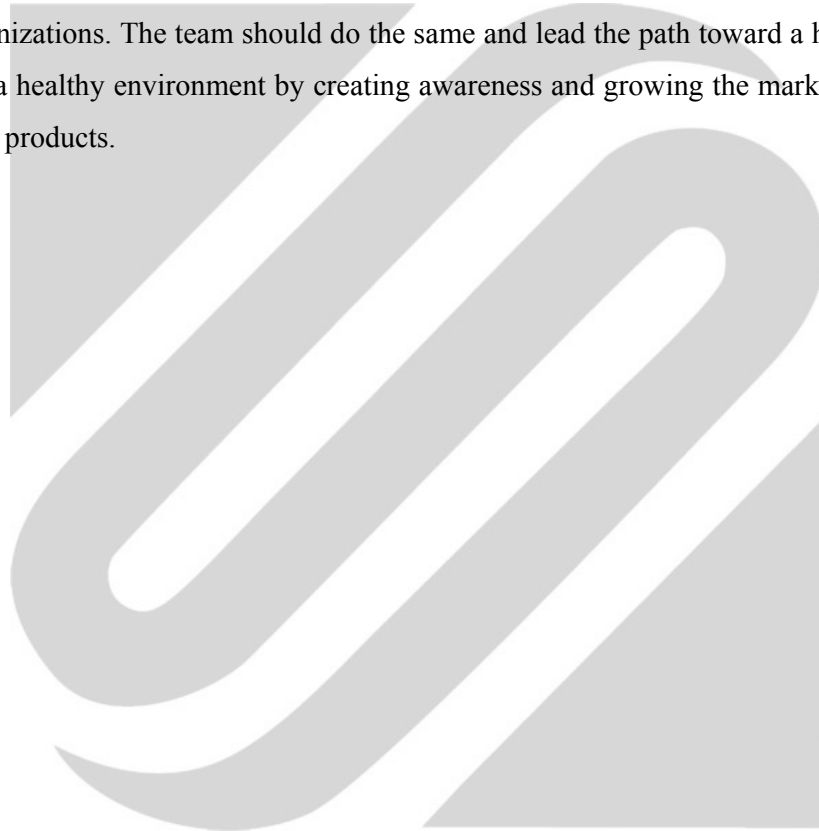 nizations. The team should do the same and lead the path toward a h
a healthy environment by creating awareness and growing the mark
products.